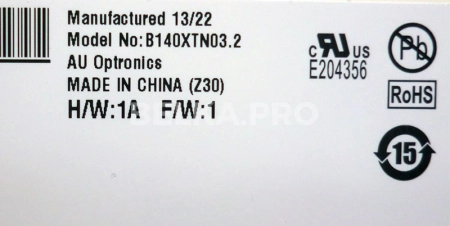 Manufactured 13/22
Model No:B140XTN03.2
AU Optronics
MADE IN CHINA (Z30)
H/W:1A F/W:1
c RU US
E204356
Pb
RoHS
15